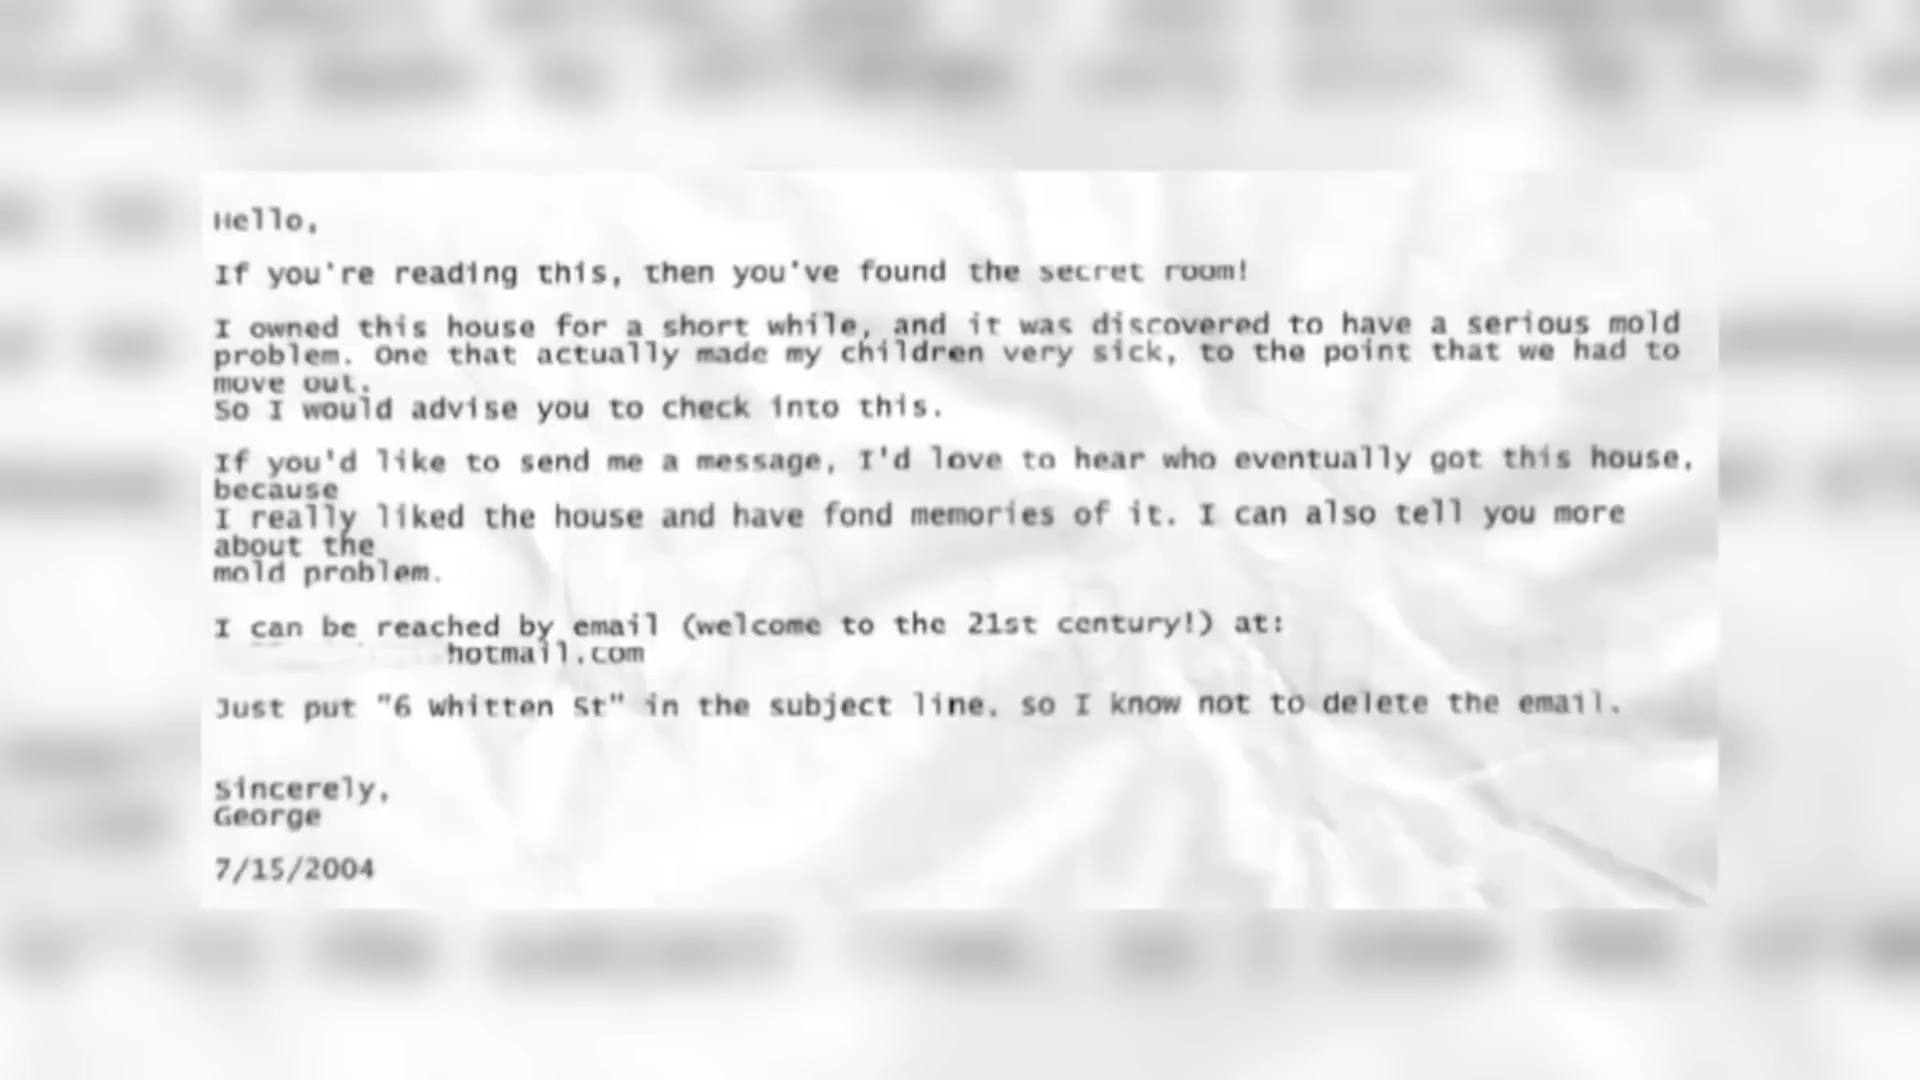 Hello,
If you're reading this, then you've found the secret room!
I owned this house for a short while, and it was discovered to have a serious mold
problem. One that actually made my children very sick, to the point that we had to
move out.
So I would advise you to check into this.
If you'd like to send me a message, I'd love to hear who eventually got this house,
because
I really liked the house and have fond memories of it. I can also tell you more
about the
mold problem.
I can be reached by email (welcome to the 21st century!) at:
hotmail.com
Just put "6 Whitten St" in the subject line. so I know not to delete the email.
Sincerely,
George
7/15/2004